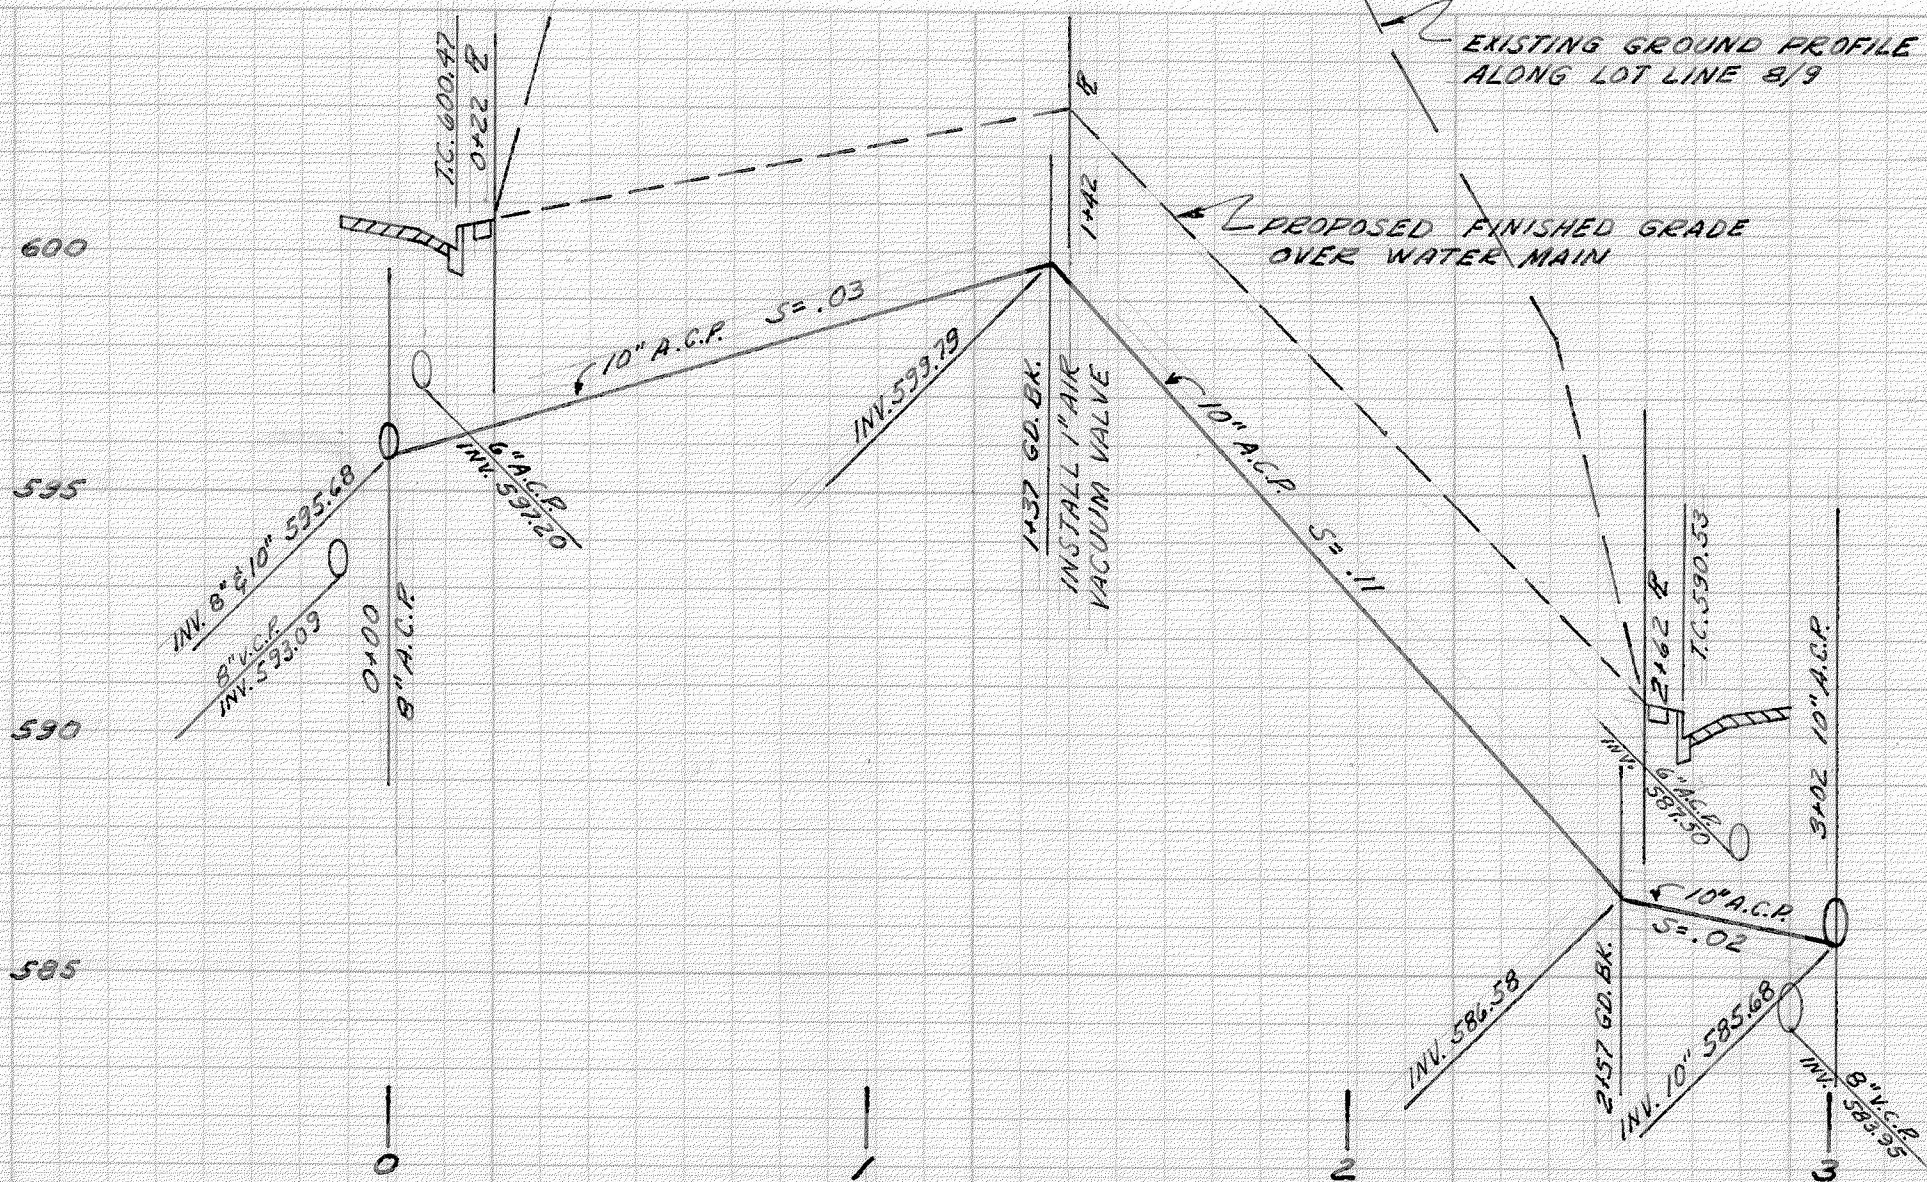 EXISTING GROUND PROFILE
ALONG LOT LINE 8/9
T.C. 600.47
0+22 ⅊
⅊
1+42
PROPOSED FINISHED GRADE
OVER WATER MAIN
600
10" A.C.P. S= .03
INV. 599.79
1+37 GD. BK.
INSTALL 1" AIR
VACUUM VALVE
10" A.C.P.
S= .11
595
6" A.C.P.
INV. 597.20
INV. 8" & 10" 595.68
8" V.C.P.
INV. 593.09
0+00
8" A.C.P.
2+62 ⅊
T.C. 590.53
590
INV.
6" A.C.P.
587.50
3+02 10" A.C.P.
10" A.C.P.
S= .02
585
INV. 586.58
2+57 GD. BK.
INV. 10" 585.68
8" V.C.P.
INV. 583.95
0
1
2
3